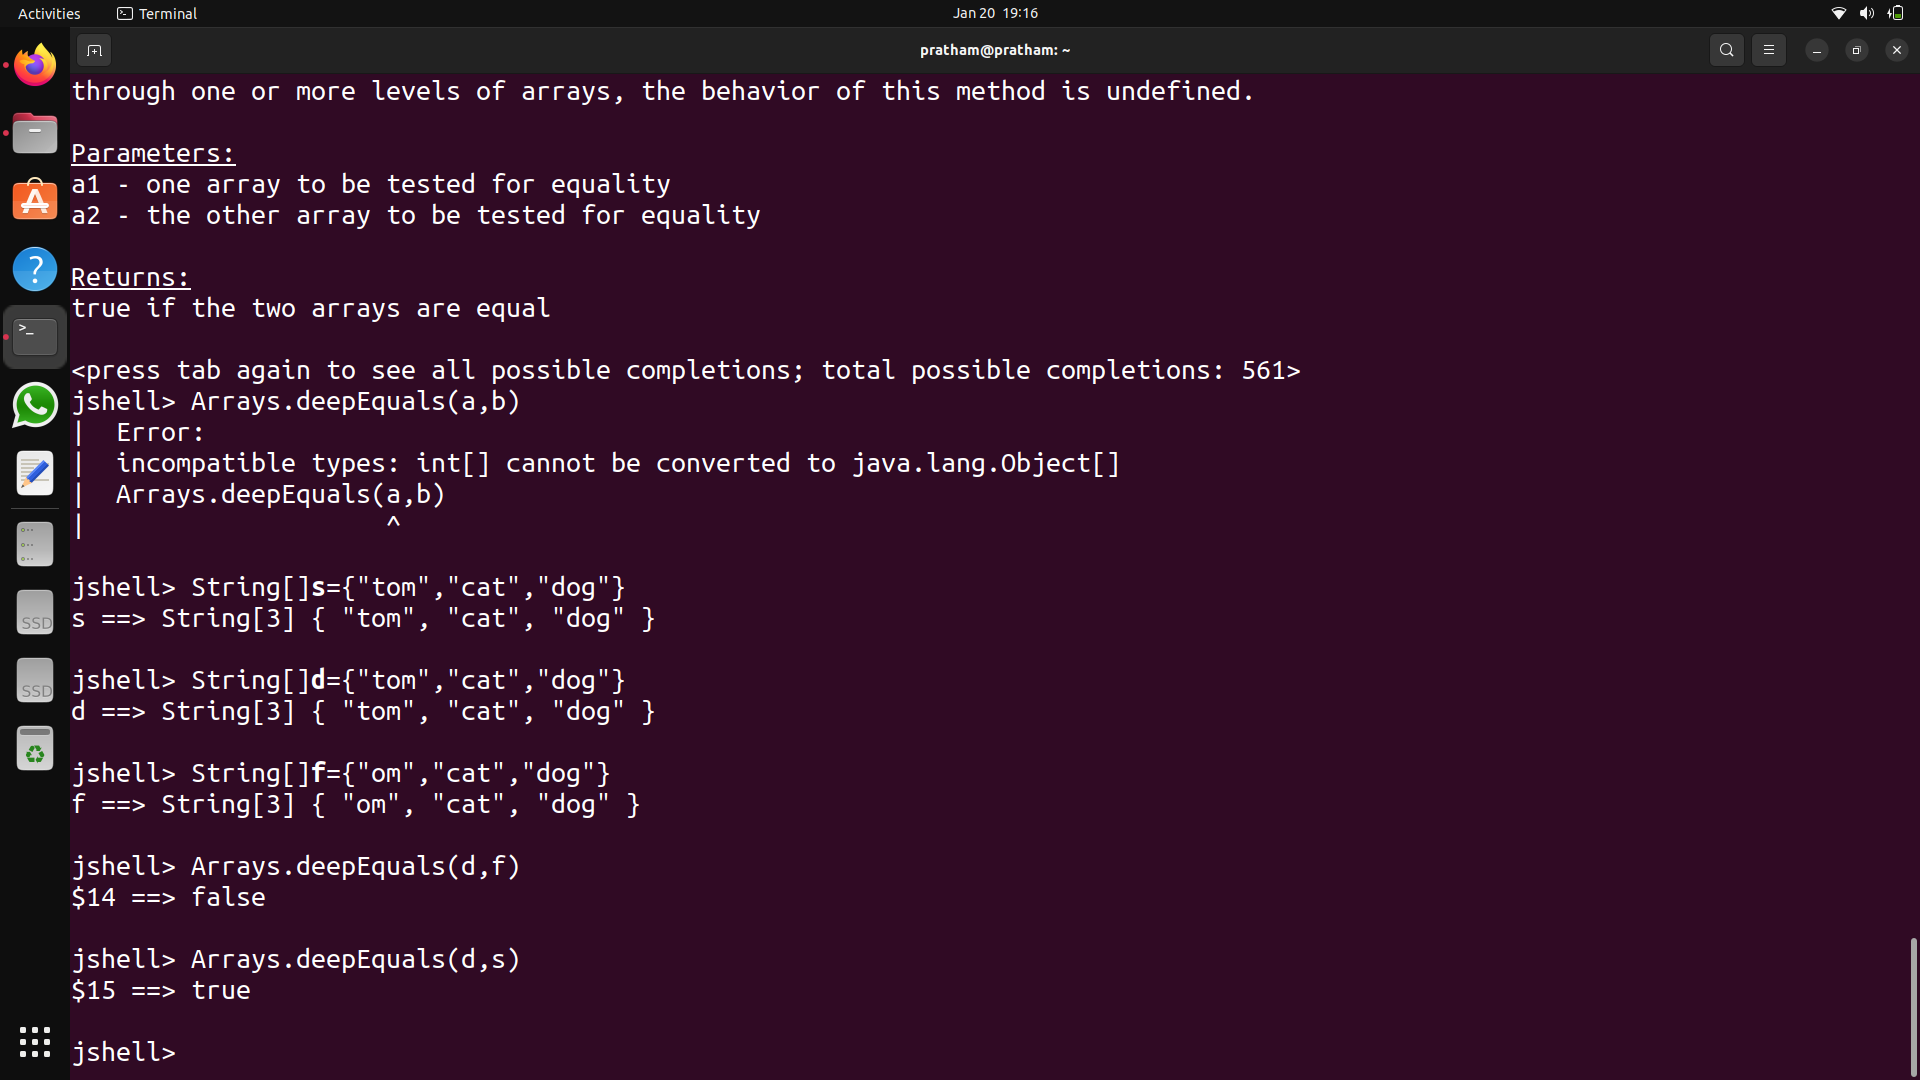 Activities
Terminal
Jan 20 19:16
pratham@pratham: ~
through one or more levels of arrays, the behavior of this method is undefined.
Parameters:
a1 - one array to be tested for equality
a2 - the other array to be tested for equality
Returns:
true if the two arrays are equal
<press tab again to see all possible completions; total possible completions: 561>
jshell> Arrays.deepEquals(a,b)
|  Error:
|  incompatible types: int[] cannot be converted to java.lang.Object[]
|  Arrays.deepEquals(a,b)
|                    ^
jshell> String[]s={"tom","cat","dog"}
s ==> String[3] { "tom", "cat", "dog" }
jshell> String[]d={"tom","cat","dog"}
d ==> String[3] { "tom", "cat", "dog" }
jshell> String[]f={"om","cat","dog"}
f ==> String[3] { "om", "cat", "dog" }
jshell> Arrays.deepEquals(d,f)
$14 ==> false
jshell> Arrays.deepEquals(d,s)
$15 ==> true
jshell>
SSD
SSD